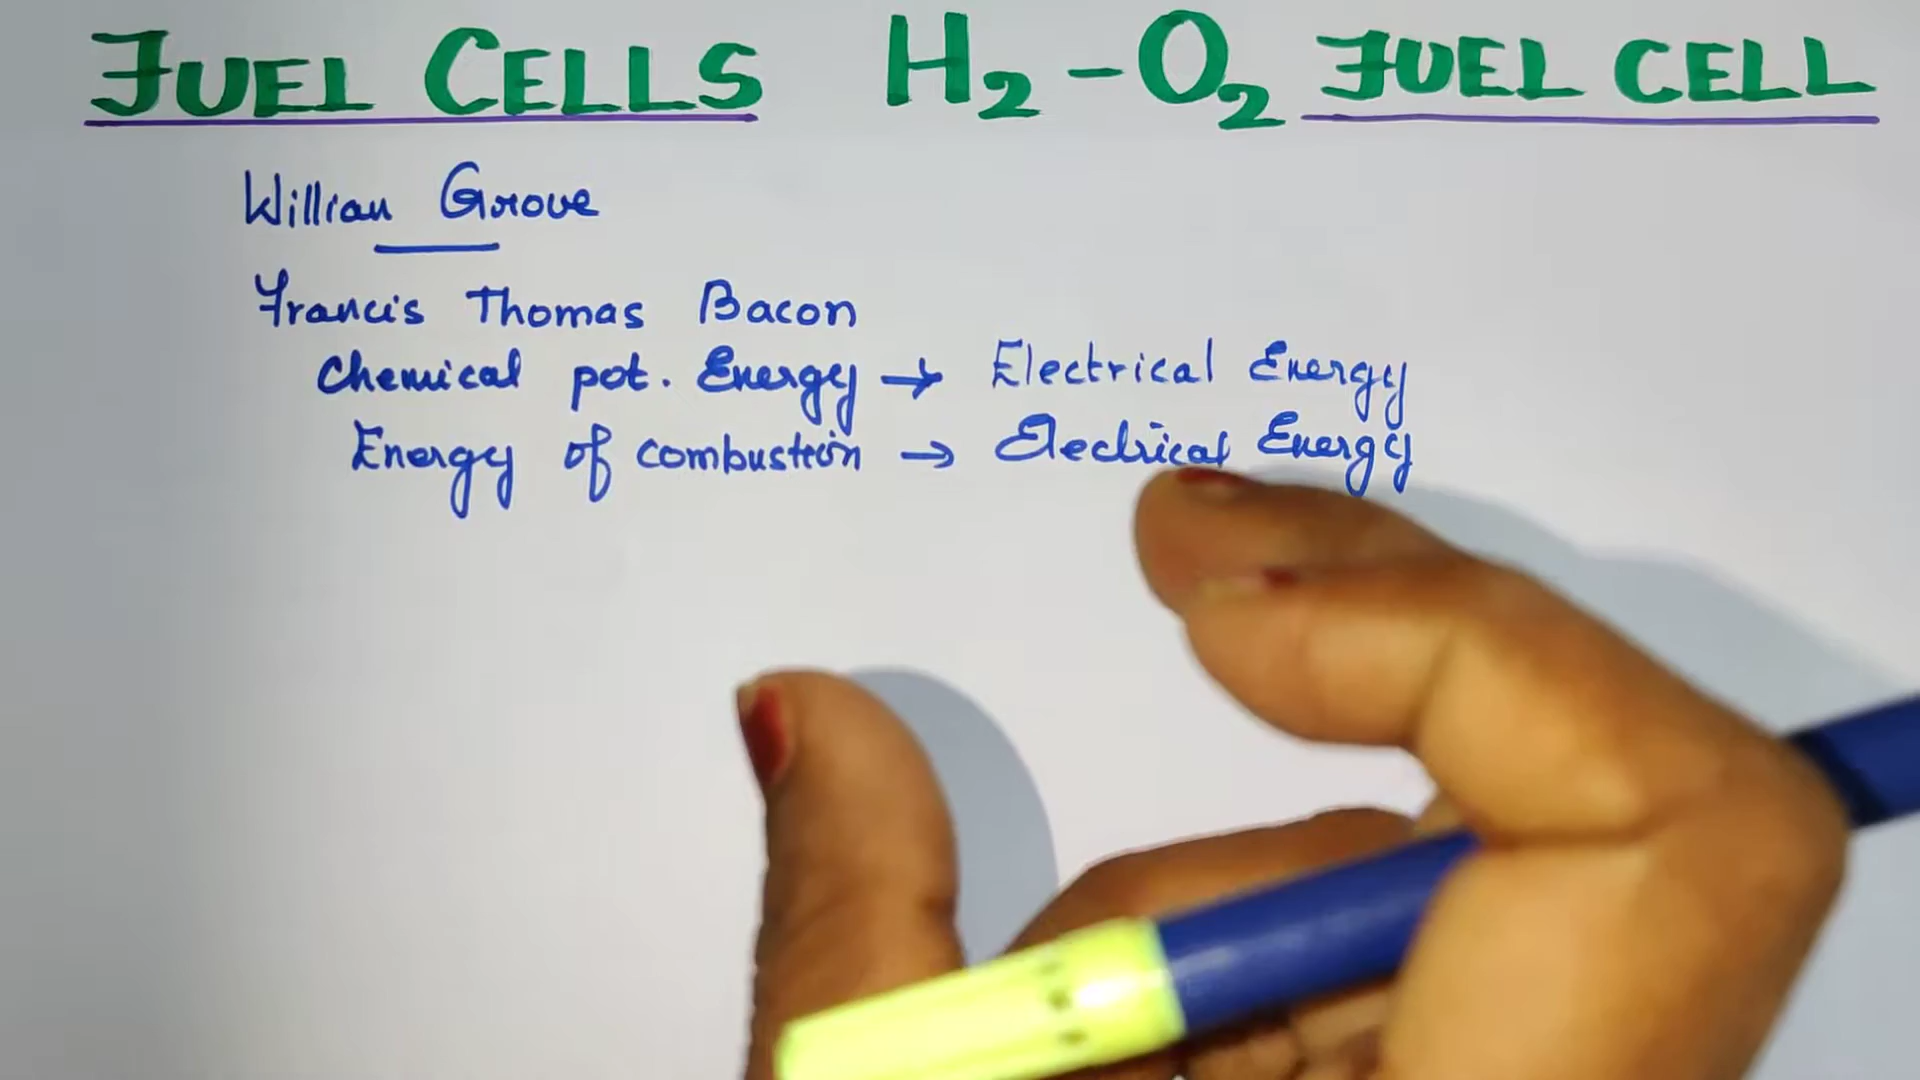 FUEL CELLS H2-O2 FUEL CELL
Willian Grove
Francis Thomas Bacon
Chemical pot. Energy → Electrical Energy
Energy of combustion → Electrical Energy